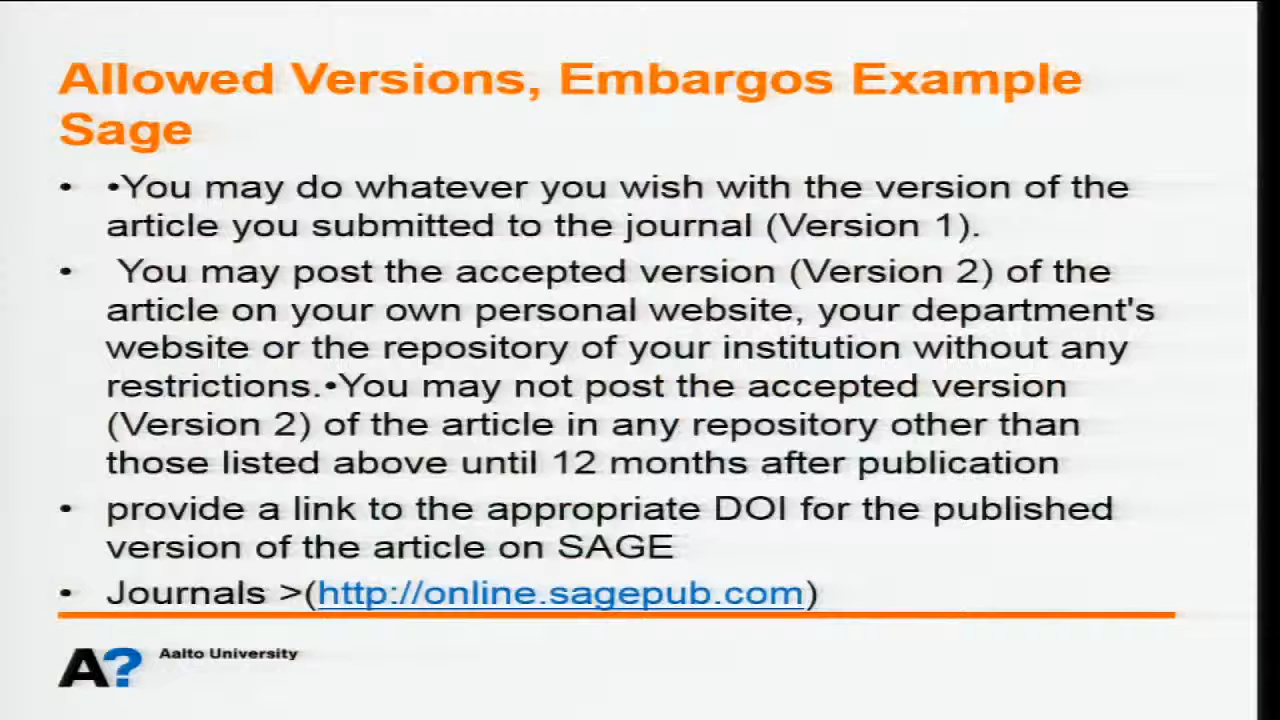 Allowed Versions, Embargos Example
Sage
• •You may do whatever you wish with the version of the
article you submitted to the journal (Version 1).
• You may post the accepted version (Version 2) of the
article on your own personal website, your department's
website or the repository of your institution without any
restrictions.•You may not post the accepted version
(Version 2) of the article in any repository other than
those listed above until 12 months after publication
• provide a link to the appropriate DOI for the published
version of the article on SAGE
• Journals >(http://online.sagepub.com)
A? Aalto University